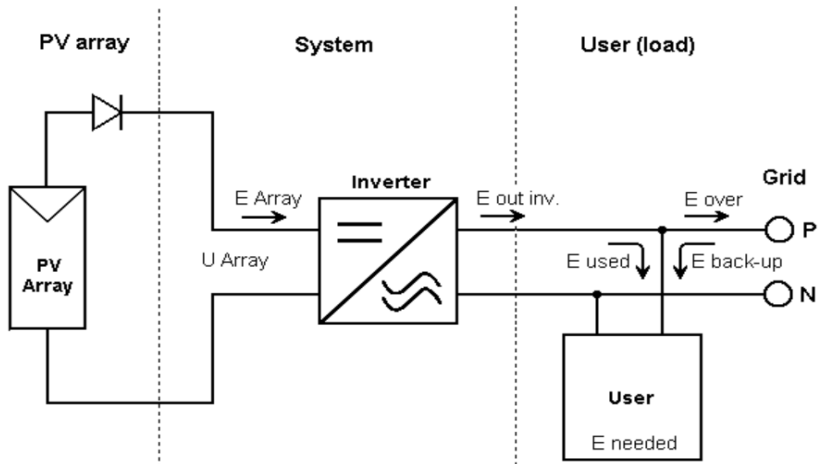 PV array
System
User (load)
E Array
Inverter
E out inv.
E over
Grid
P
PV
Array
U Array
E used
E back-up
N
User
E needed